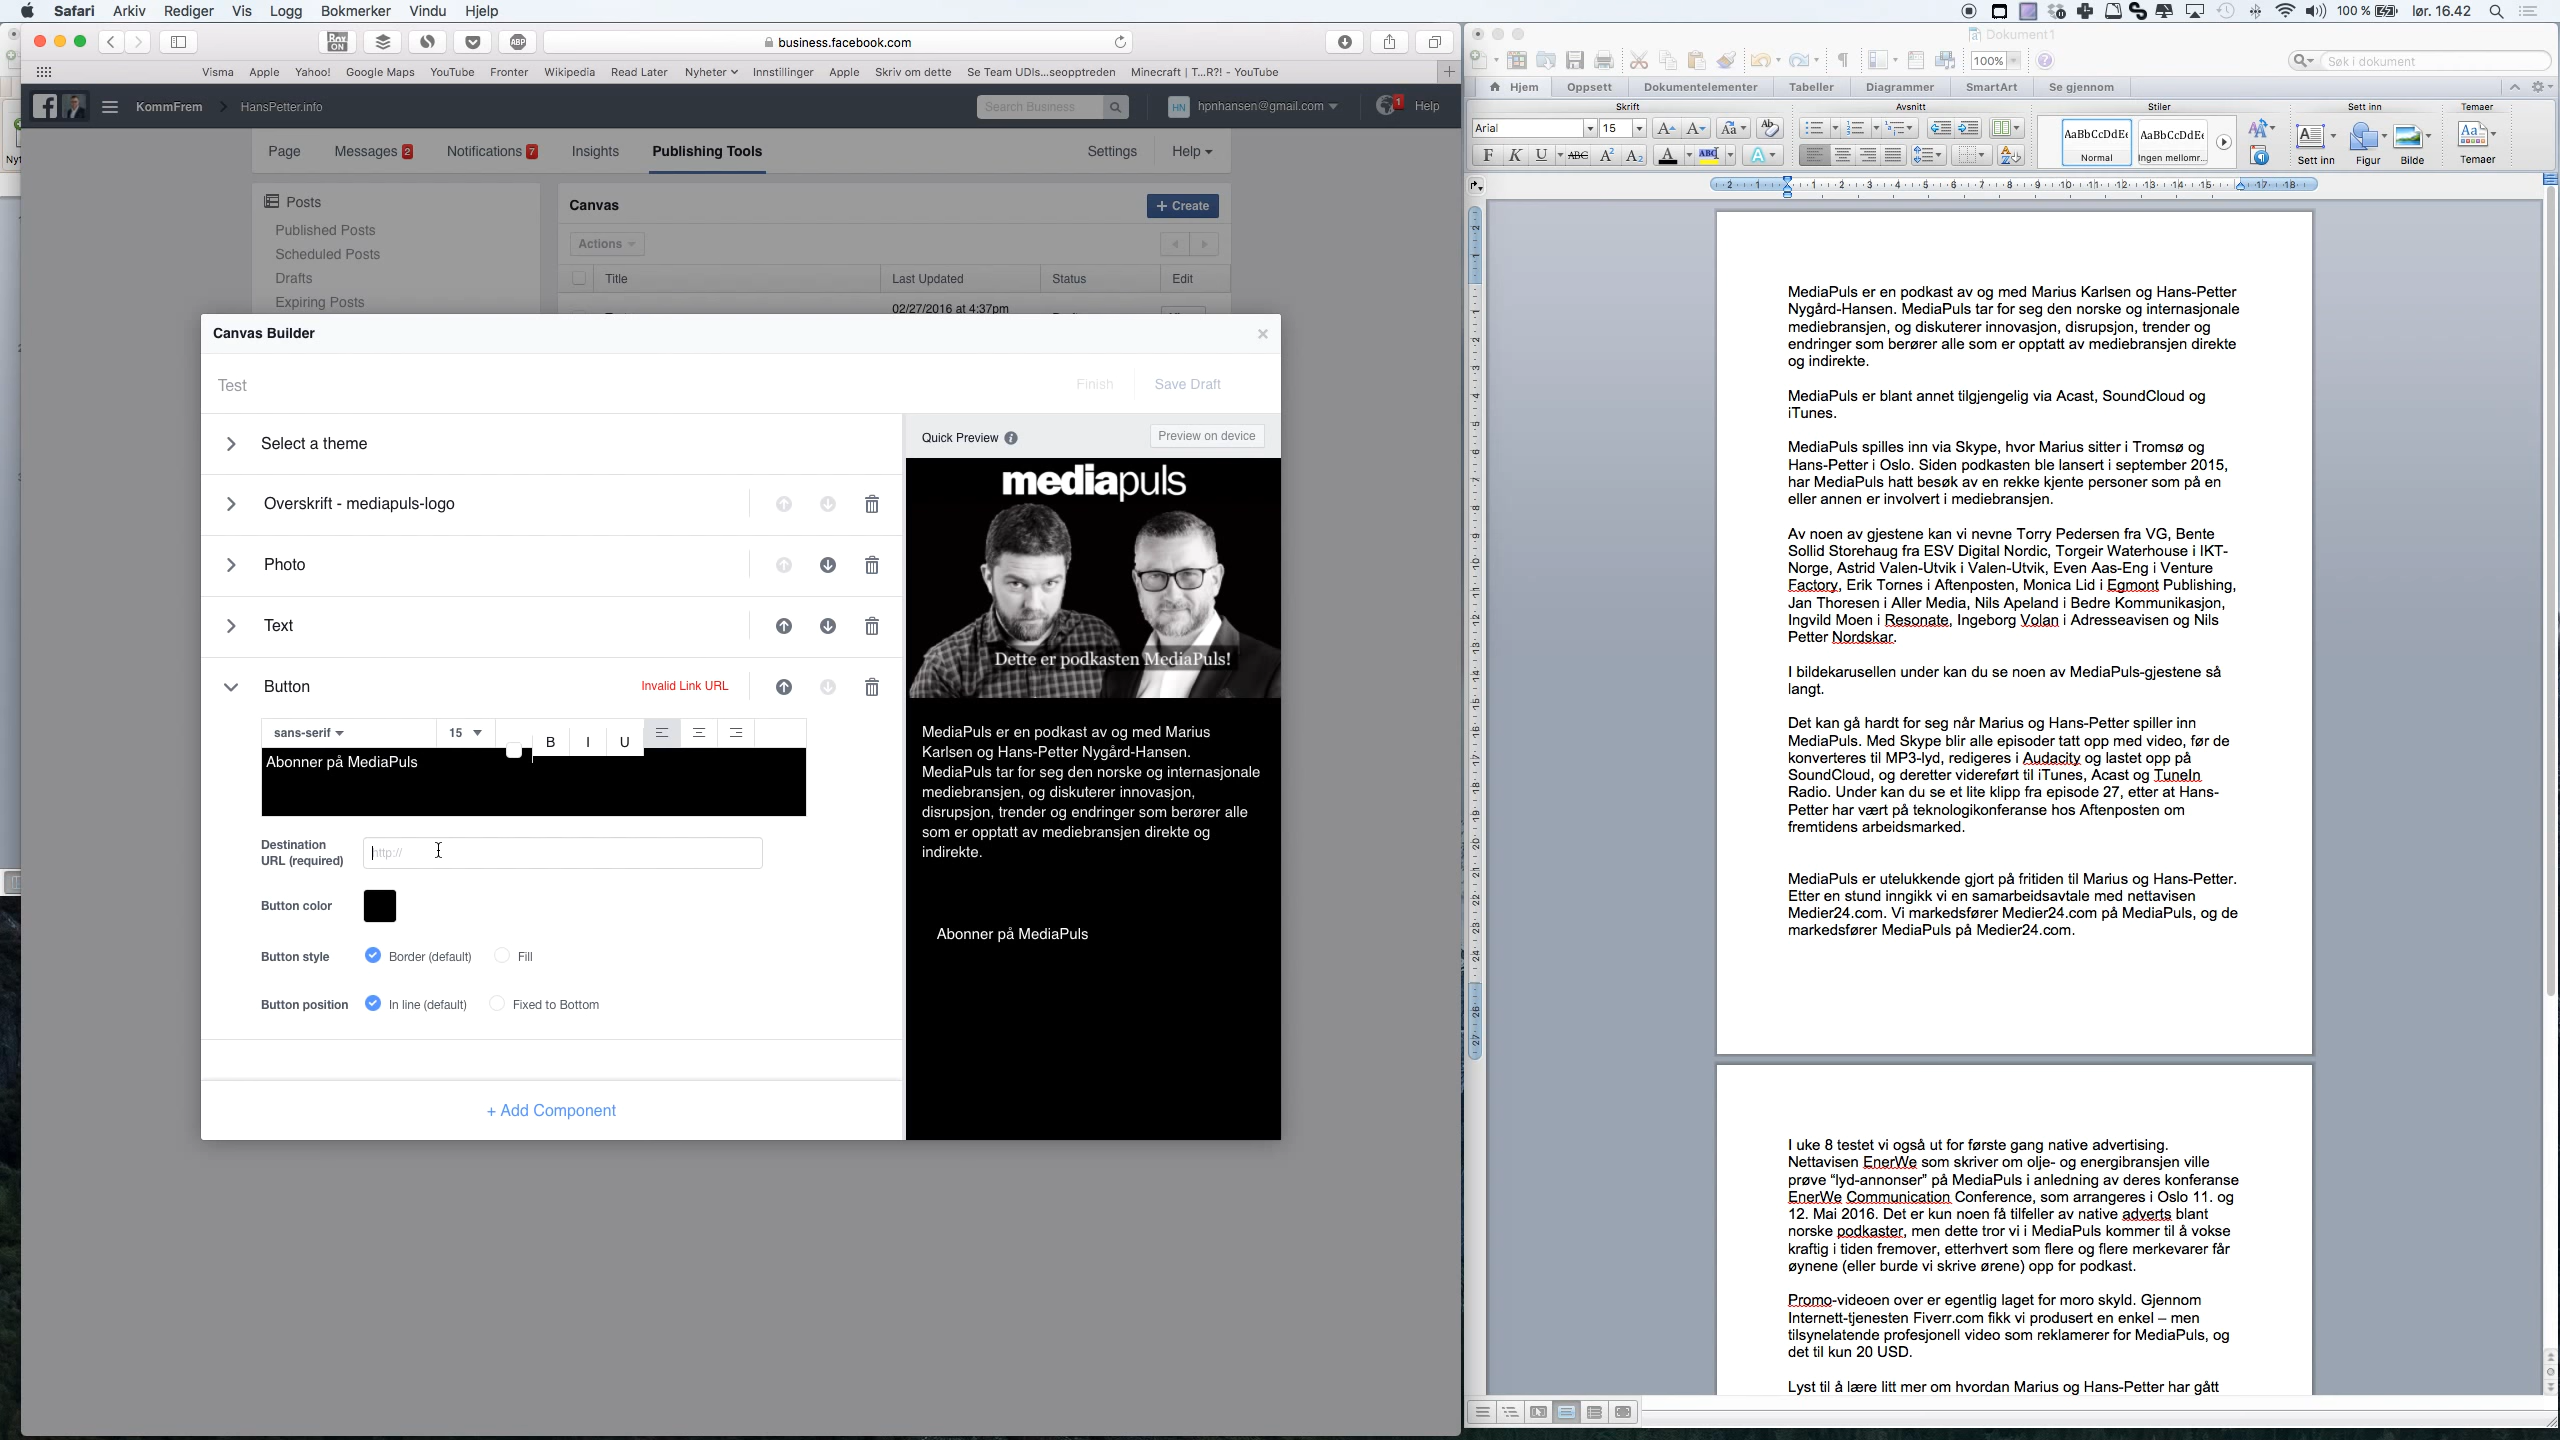 Safari Arkiv Rediger Vis Logg Bokmerker Vindu Hjelp
100 % lør. 16.42
business.facebook.com
Visma Apple Yahoo! Google Maps YouTube Fronter Wikipedia Read Later Nyheter Innstillinger Apple Skriv om dette Se Team UDIs...seopptreden Minecraft | T...R?! - YouTube
KommFrem HansPetter.info Search Business HN hpnhansen@gmail.com 1 Help
Page Messages 2 Notifications 7 Insights Publishing Tools Settings Help
Posts
Published Posts
Scheduled Posts
Drafts
Expiring Posts
Canvas + Create
Actions
Title Last Updated Status Edit
02/27/2016 at 4:37pm
Canvas Builder
Test Finish Save Draft
Select a theme
Overskrift - mediapuls-logo
Photo
Text
Button Invalid Link URL
sans-serif 15 B I U
Abonner på MediaPuls
Destination
URL (required) http://
Button color
Button style Border (default) Fill
Button position In line (default) Fixed to Bottom
+ Add Component
Quick Preview Preview on device
mediapuls
Dette er podkasten MediaPuls!
MediaPuls er en podkast av og med Marius
Karlsen og Hans-Petter Nygård-Hansen.
MediaPuls tar for seg den norske og internasjonale
mediebransjen, og diskuterer innovasjon,
disrupsjon, trender og endringer som berører alle
som er opptatt av mediebransjen direkte og
indirekte.
Abonner på MediaPuls
Dokument1
100% Søk i dokument
Hjem Oppsett Dokumentelementer Tabeller Diagrammer SmartArt Se gjennom
Skrift Avsnitt Stiler Sett inn Temaer
Arial 15
AaBbCcDdEe AaBbCcDdEe
Normal Ingen mellomr... Sett inn Figur Bilde Temaer
F K U ABC A² A₂ A ABC A
MediaPuls er en podkast av og med Marius Karlsen og Hans-Petter
Nygård-Hansen. MediaPuls tar for seg den norske og internasjonale
mediebransjen, og diskuterer innovasjon, disrupsjon, trender og
endringer som berører alle som er opptatt av mediebransjen direkte
og indirekte.
MediaPuls er blant annet tilgjengelig via Acast, SoundCloud og
iTunes.
MediaPuls spilles inn via Skype, hvor Marius sitter i Tromsø og
Hans-Petter i Oslo. Siden podkasten ble lansert i september 2015,
har MediaPuls hatt besøk av en rekke kjente personer som på en
eller annen er involvert i mediebransjen.
Av noen av gjestene kan vi nevne Torry Pedersen fra VG, Bente
Sollid Storehaug fra ESV Digital Nordic, Torgeir Waterhouse i IKT-
Norge, Astrid Valen-Utvik i Valen-Utvik, Even Aas-Eng i Venture
Factory, Erik Tornes i Aftenposten, Monica Lid i Egmont Publishing,
Jan Thoresen i Aller Media, Nils Apeland i Bedre Kommunikasjon,
Ingvild Moen i Resonate, Ingeborg Volan i Adresseavisen og Nils
Petter Nordskar.
I bildekarusellen under kan du se noen av MediaPuls-gjestene så
langt.
Det kan gå hardt for seg når Marius og Hans-Petter spiller inn
MediaPuls. Med Skype blir alle episoder tatt opp med video, før de
konverteres til MP3-lyd, redigeres i Audacity og lastet opp på
SoundCloud, og deretter videreført til iTunes, Acast og TuneIn
Radio. Under kan du se et lite klipp fra episode 27, etter at Hans-
Petter har vært på teknologikonferanse hos Aftenposten om
fremtidens arbeidsmarked.
MediaPuls er utelukkende gjort på fritiden til Marius og Hans-Petter.
Etter en stund inngikk vi en samarbeidsavtale med nettavisen
Medier24.com. Vi markedsfører Medier24.com på MediaPuls, og de
markedsfører MediaPuls på Medier24.com.
I uke 8 testet vi også ut for første gang native advertising.
Nettavisen EnerWe som skriver om olje- og energibransjen ville
prøve “lyd-annonser” på MediaPuls i anledning av deres konferanse
EnerWe Communication Conference, som arrangeres i Oslo 11. og
12. Mai 2016. Det er kun noen få tilfeller av native adverts blant
norske podkaster, men dette tror vi i MediaPuls kommer til å vokse
kraftig i tiden fremover, etterhvert som flere og flere merkevarer får
øynene (eller burde vi skrive ørene) opp for podkast.
Promo-videoen over er egentlig laget for moro skyld. Gjennom
Internett-tjenesten Fiverr.com fikk vi produsert en enkel – men
tilsynelatende profesjonell video som reklamerer for MediaPuls, og
det til kun 20 USD.
Lyst til å lære litt mer om hvordan Marius og Hans-Petter har gått